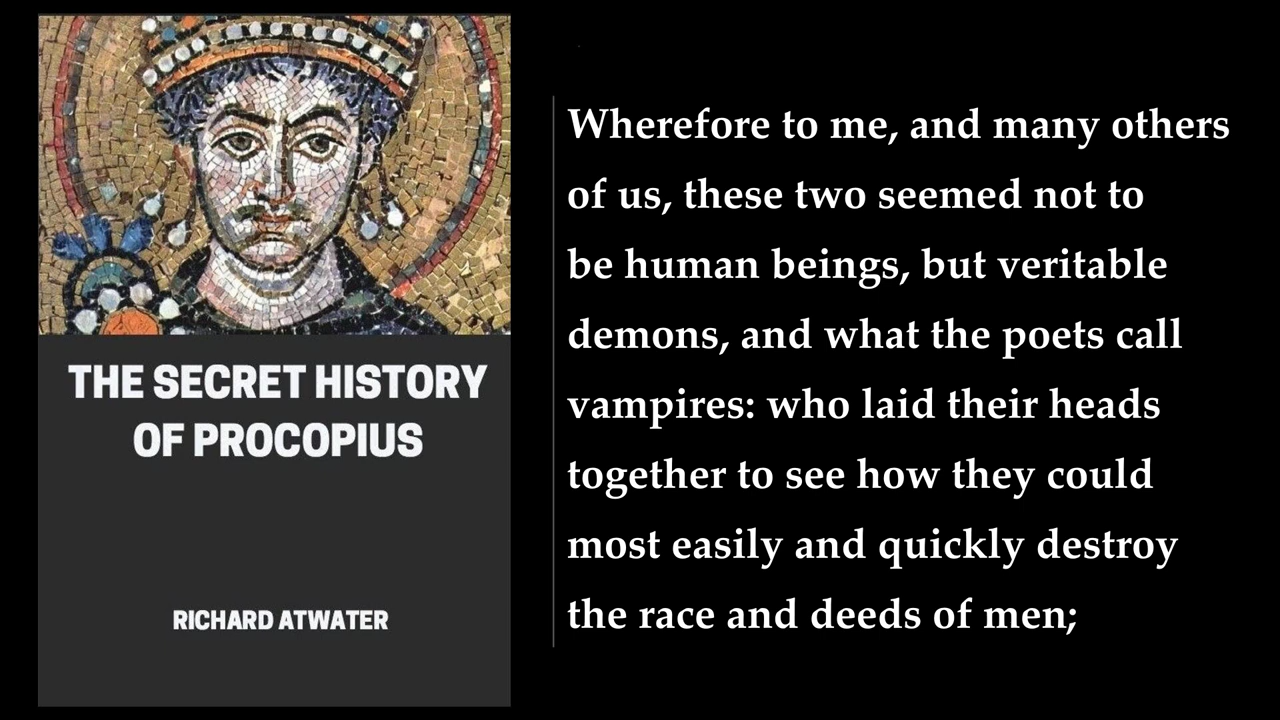 THE SECRET HISTORY
OF PROCOPIUS
RICHARD ATWATER
Wherefore to me, and many others
of us, these two seemed not to
be human beings, but veritable
demons, and what the poets call
vampires: who laid their heads
together to see how they could
most easily and quickly destroy
the race and deeds of men;